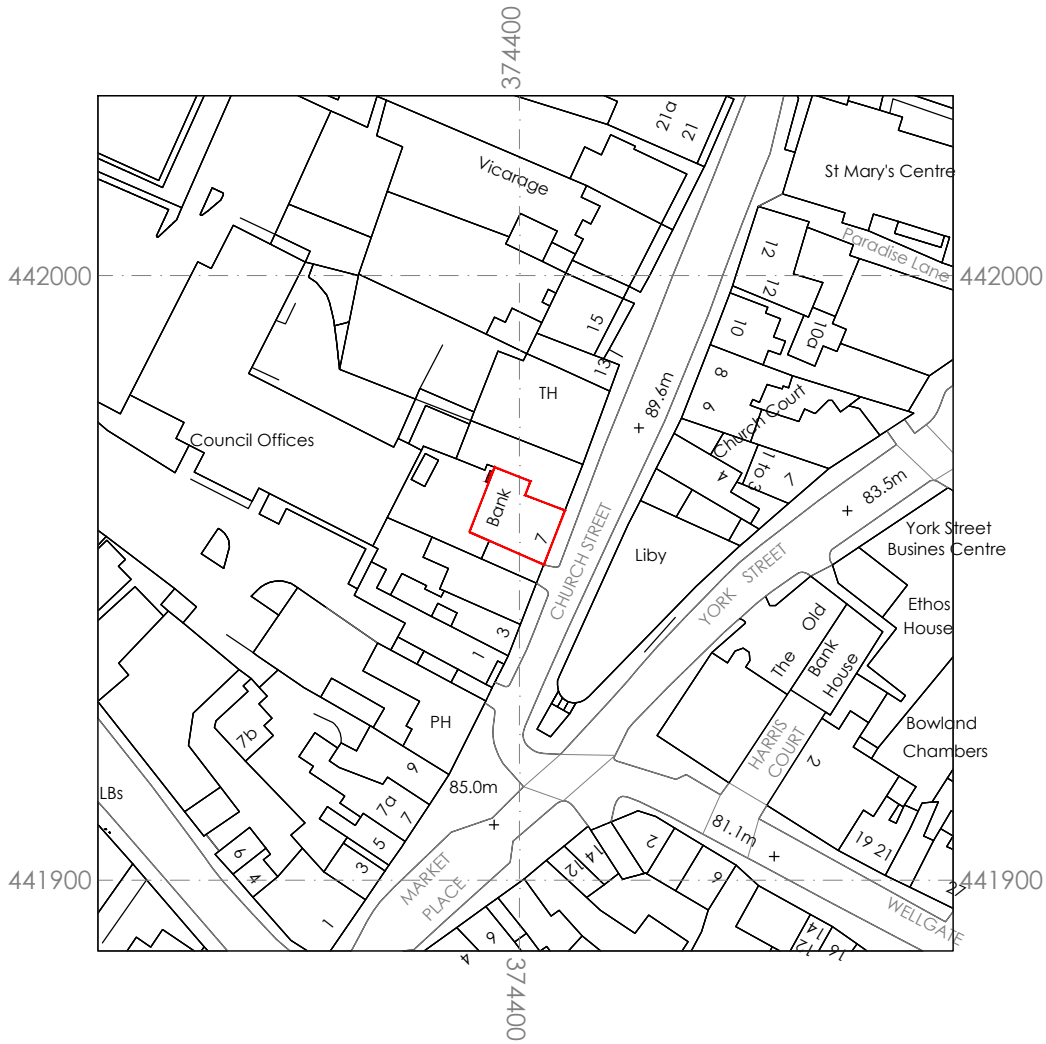 374400
21a
21
Vicarage
St Mary's Centre
Paradise Lane
12
12
442000
442000
15
10
10a
13
8
6
TH
89.6m
Church Court
Council Offices
1 to 3
4
7
83.5m
Bank
7
CHURCH STREET
Liby
York Street
Busines Centre
YORK STREET
Ethos
House
The Old
Bank
House
3
1
PH
7b
9
HARRIS
COURT
2
Bowland
Chambers
85.0m
LBs
7a
7
5
3
81.1m
2
19 21
6
4
14
12
6
27
441900
441900
MARKET
PLACE
1
WELLGATE
6
4
14
12
16
374400